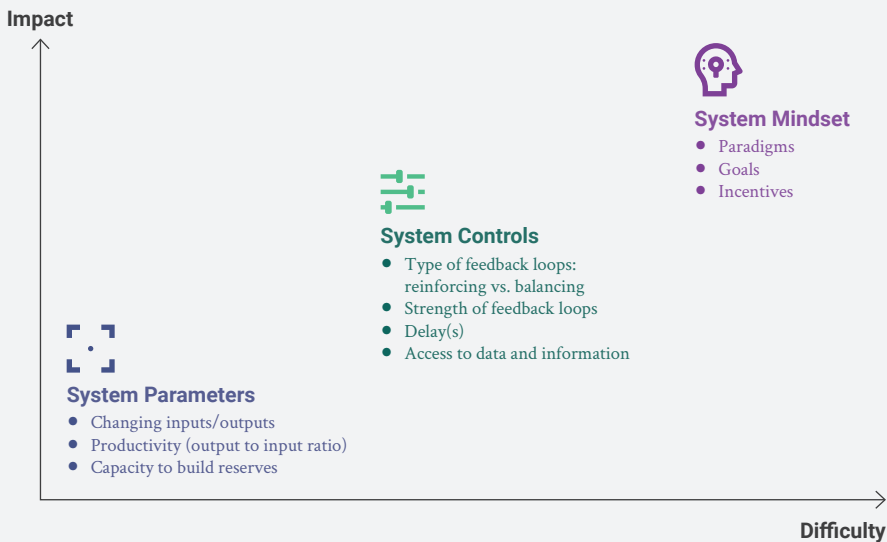 Impact
System Mindset
Paradigms
Goals
Incentives
System Controls
Type of feedback loops:
reinforcing vs. balancing
Strength of feedback loops
Delay(s)
Access to data and information
System Parameters
Changing inputs/outputs
Productivity (output to input ratio)
Capacity to build reserves
Difficulty